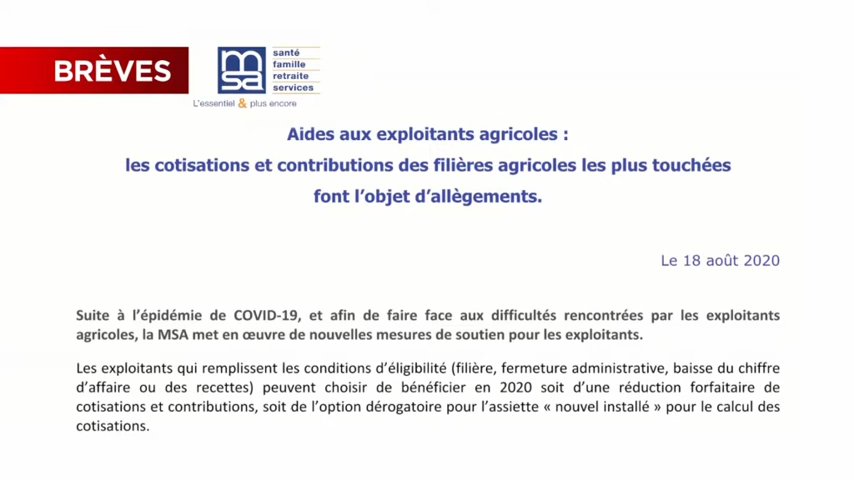 BRÈVES
msa
santé
famille
retraite
services
L'essentiel & plus encore
Aides aux exploitants agricoles :
les cotisations et contributions des filières agricoles les plus touchées
font l'objet d'allègements.
Le 18 août 2020
Suite à l'épidémie de COVID-19, et afin de faire face aux difficultés rencontrées par les exploitants
agricoles, la MSA met en œuvre de nouvelles mesures de soutien pour les exploitants.
Les exploitants qui remplissent les conditions d'éligibilité (filière, fermeture administrative, baisse du chiffre
d'affaire ou des recettes) peuvent choisir de bénéficier en 2020 soit d'une réduction forfaitaire de
cotisations et contributions, soit de l'option dérogatoire pour l'assiette « nouvel installé » pour le calcul des
cotisations.